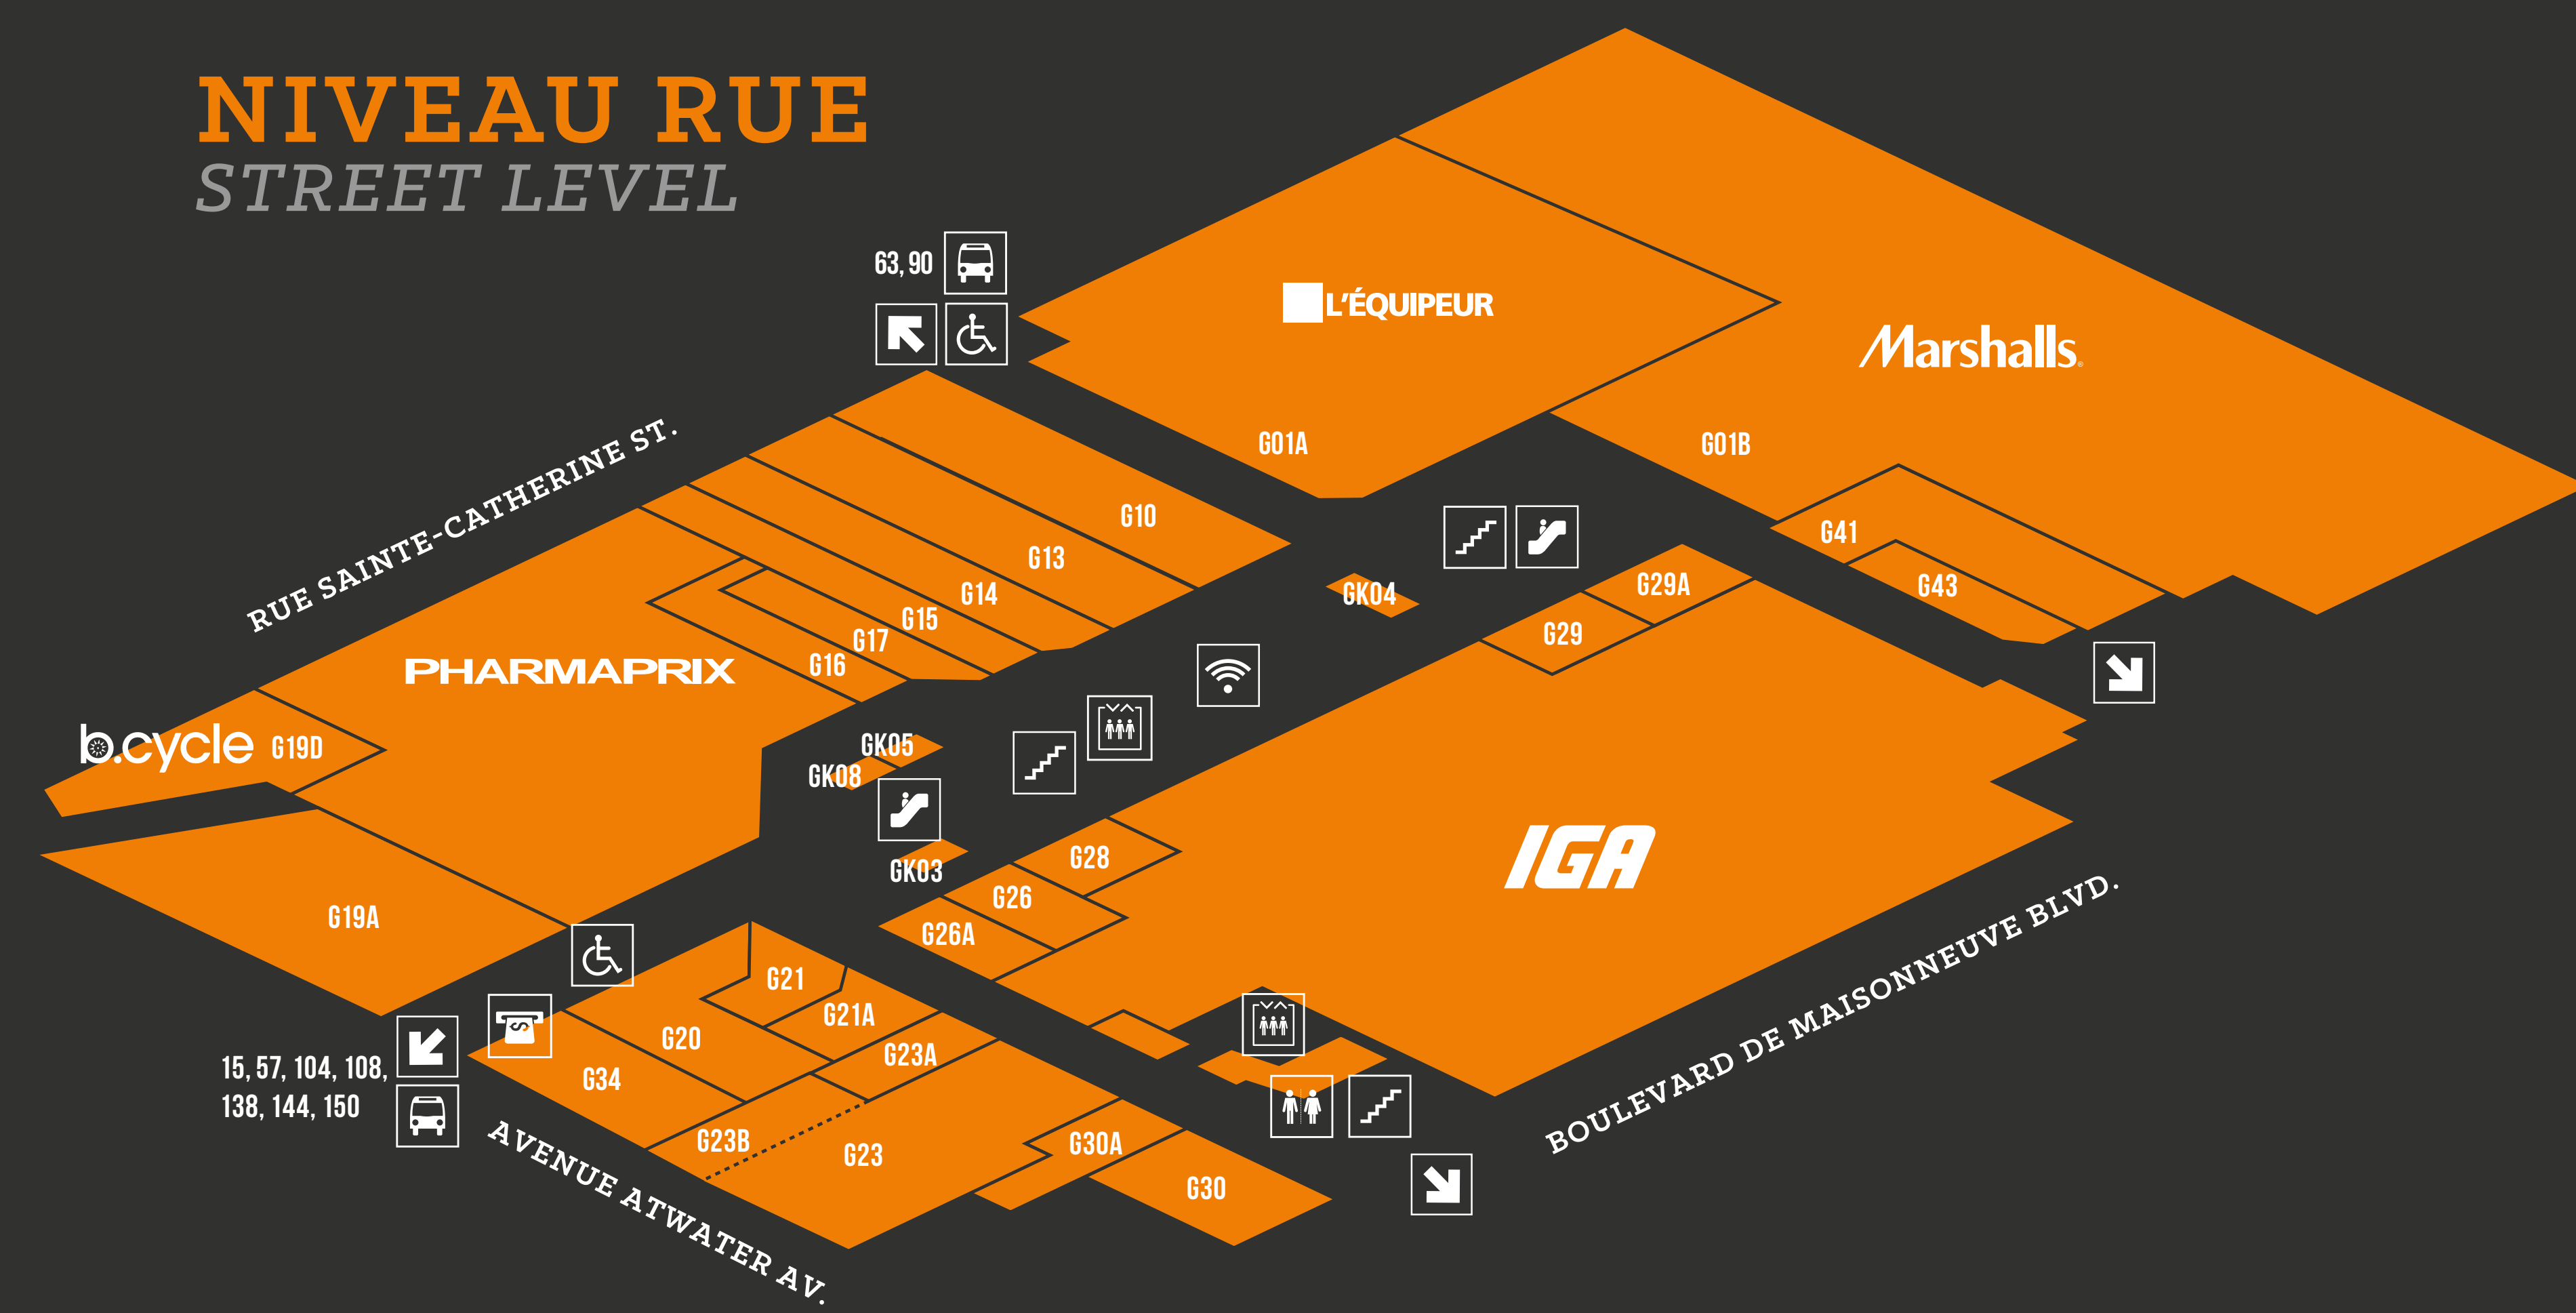 NIVEAU RUE
STREET LEVEL
63, 90
L'ÉQUIPEUR
Marshalls
G01A
G01B
RUE SAINTE-CATHERINE ST.
G10
G13
G14
G15
G17
G16
G41
G43
GK04
G29A
G29
PHARMAPRIX
b.cycle
G19D
GK05
GK08
GK03
G19A
G28
G26
G26A
IGA
BOULEVARD DE MAISONNEUVE BLVD.
G21
G21A
G20
G23A
G34
15, 57, 104, 108,
138, 144, 150
G23B
G23
G30A
G30
AVENUE ATWATER AV.